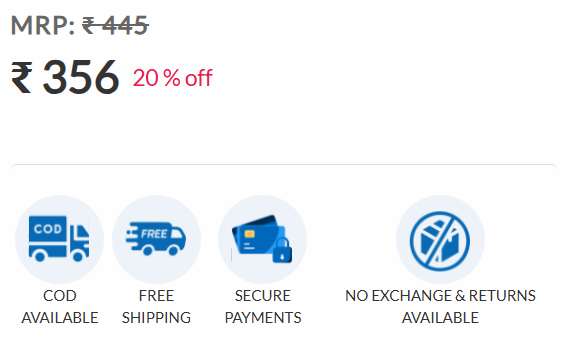 MRP: ₹ 445
₹ 356 20 % off
COD
FREE
COD
AVAILABLE
FREE
SHIPPING
SECURE
PAYMENTS
NO EXCHANGE & RETURNS
AVAILABLE